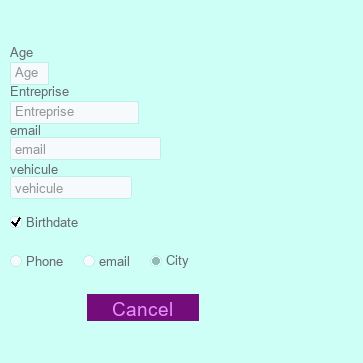 Age
Age
Entreprise
Entreprise
email
email
vehicule
vehicule
Birthdate
Phone email City
Cancel